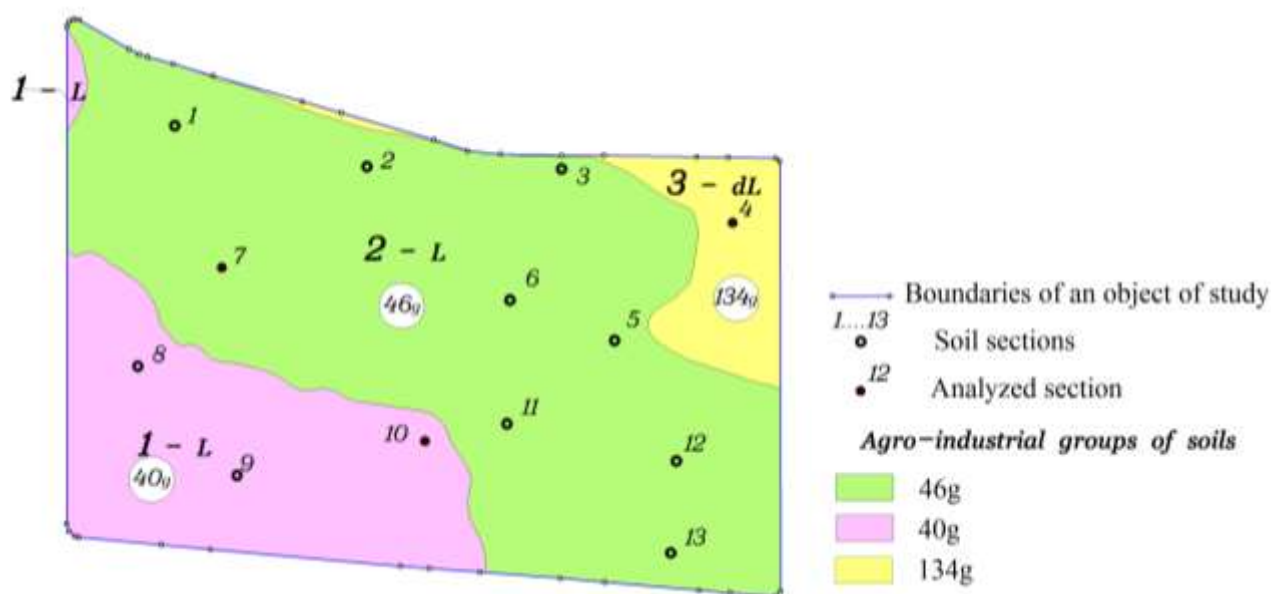 1 - L
1
2
3
3 - dL
4
7
2 - L
46g
6
134g
5
8
11
10
12
1 - L
40g
9
13
Boundaries of an object of study
1....13
Soil sections
12
Analyzed section
Agro-industrial groups of soils
46g
40g
134g